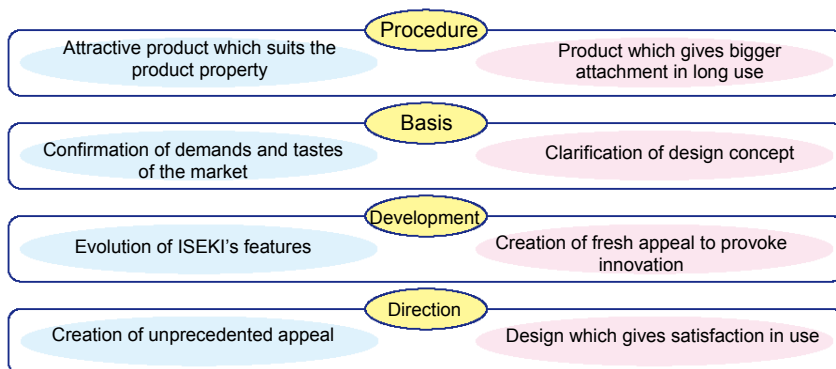 Procedure
Attractive product which suits the
product property
Product which gives bigger
attachment in long use
Basis
Confirmation of demands and tastes
of the market
Clarification of design concept
Development
Evolution of ISEKI's features
Creation of fresh appeal to provoke
innovation
Direction
Creation of unprecedented appeal
Design which gives satisfaction in use